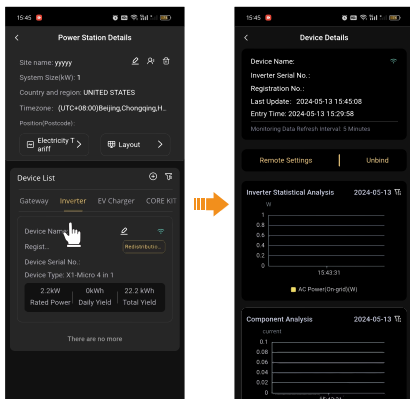 15:45
Power Station Details
Site name: yyyyy
System Size(kW): 1
Country and region: UNITED STATES
Timezone: (UTC+08:00)Beijing,Chongqing,H...
Position(Postcode):
Electricity T
ariff
Layout
Device List
Gateway Inverter EV Charger CORE KIT
Device Name
Regist... Redistributio...
Device Serial No.:
Device Type: X1-Micro 4 in 1
2.2kW 0kWh 22.2 kWh
Rated Power Daily Yield Total Yield
There are no more
15:45
Device Details
Device Name:
Inverter Serial No.:
Registration No.:
Last Update: 2024-05-13 15:45:08
Entry Time: 2024-05-13 15:29:58
Monitoring Data Refresh Interval: 5 Minutes
Remote Settings Unbind
Inverter Statistical Analysis 2024-05-13
W
1
0.8
0.6
0.4
0.2
0
15:43:31
AC Power(On-grid)(W)
Component Analysis 2024-05-13
current
0.1
0.08
0.06
0.04
0.02
0
15:43:31